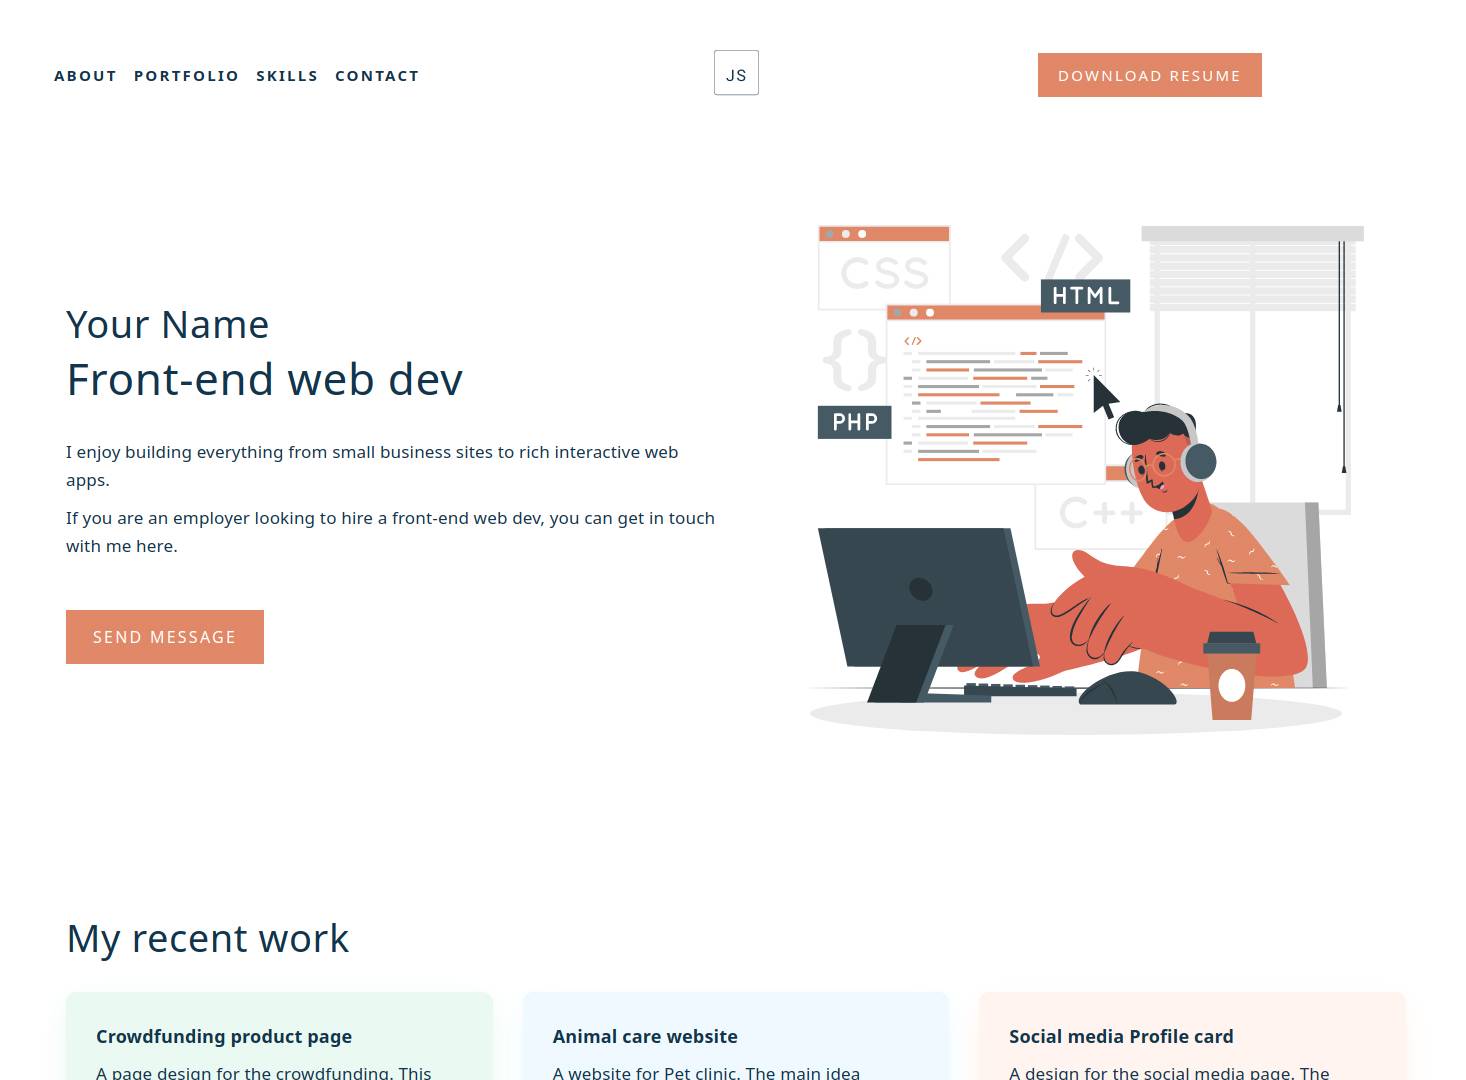 ABOUT PORTFOLIO SKILLS CONTACT
JS
DOWNLOAD RESUME
CSS
</>
HTML
{}
</>
PHP
C++
Your Name
Front-end web dev
I enjoy building everything from small business sites to rich interactive web
apps.
If you are an employer looking to hire a front-end web dev, you can get in touch
with me here.
SEND MESSAGE
My recent work
Crowdfunding product page
A page design for the crowdfunding. This
Animal care website
A website for Pet clinic. The main idea
Social media Profile card
A design for the social media page. The